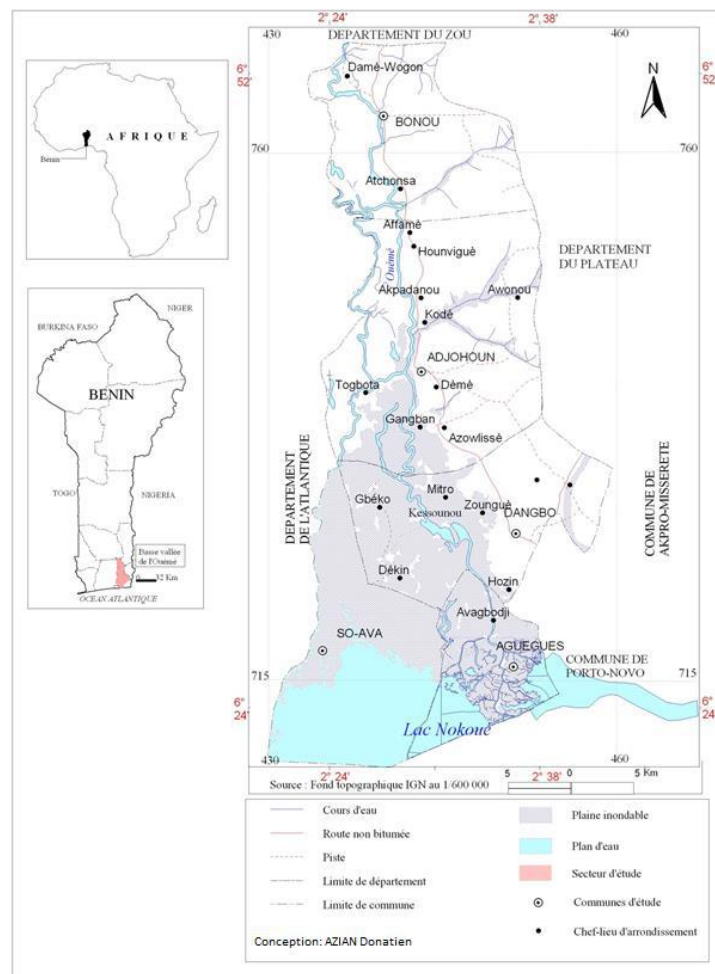 2°, 24'
2°, 38'
430
DEPARTEMENT DU ZOU
460
6°
52'
6°
52'
Damè-Wogon
N
BONOU
AFRIQUE
Bénin
760
760
Atchonsa
Affamè
Hounviguè
Ouémé
DEPARTEMENT
DU PLATEAU
Akpadanou
Awonou
Kodè
NIGER
BURKINA FASO
BENIN
ADJOHOUN
Dèmè
Togbota
Gangban
Azowlissè
TOGO
NIGERIA
DEPARTEMENT
DE L'ATLANTIQUE
COMMUNE DE
AKPRO-MISSERETE
Mitro
Gbéko
Zounguè
Kessounou
DANGBO
Basse vallée
de l'Ouémé
0 32 Km
OCEAN ATLANTIQUE
Dékin
Hozin
Avagbodji
SO-AVA
AGUEGUES
COMMUNE DE
PORTO-NOVO
715
715
6°
24'
6°
24'
Lac Nokoué
430
460
2° 24'
2° 38'
Source : Fond topographique IGN au 1/600 000
5 0 5 Km
Cours d'eau
Route non bitumée
Piste
Limite de département
Limite de commune
Plaine inondable
Plan d'eau
Secteur d'étude
Communes d'étude
Chef-lieu d'arrondissement
Conception: AZIAN Donatien